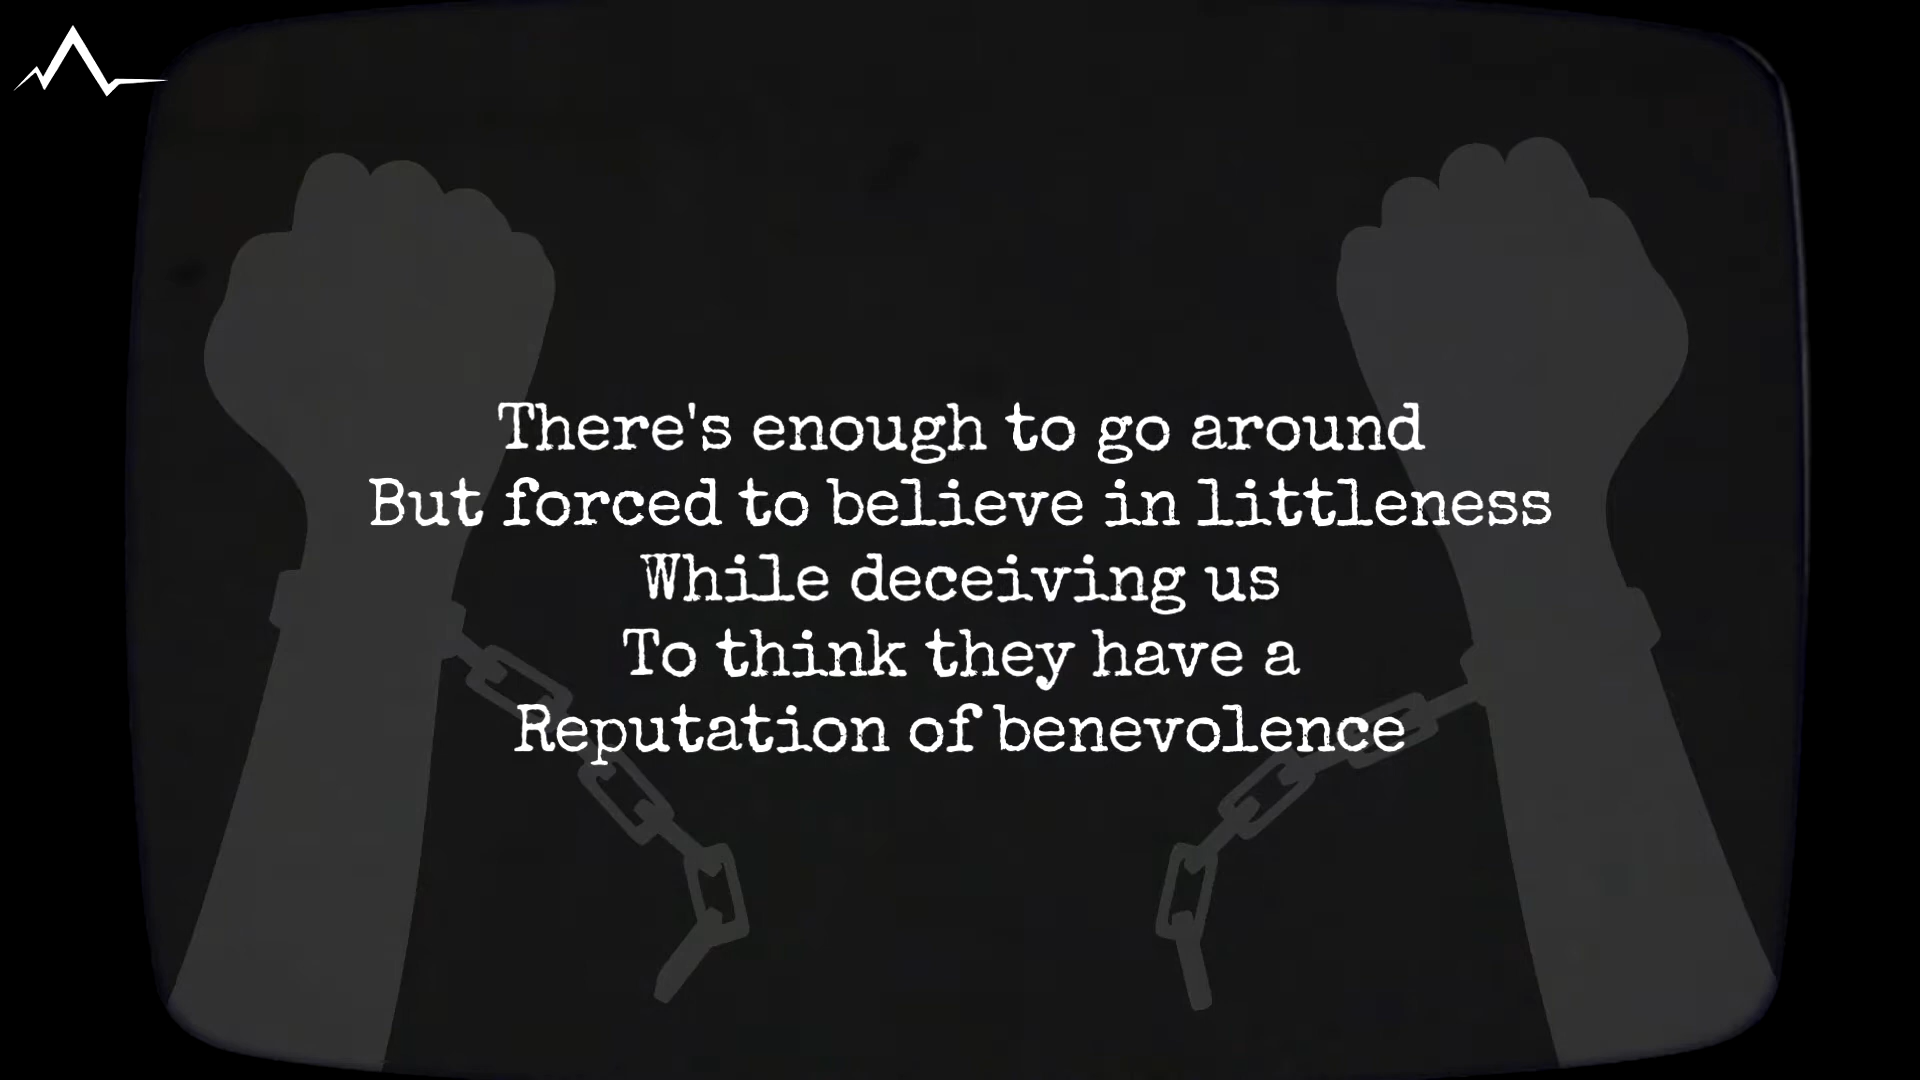 There's enough to go around
But forced to believe in littleness
While deceiving us
To think they have a
Reputation of benevolence